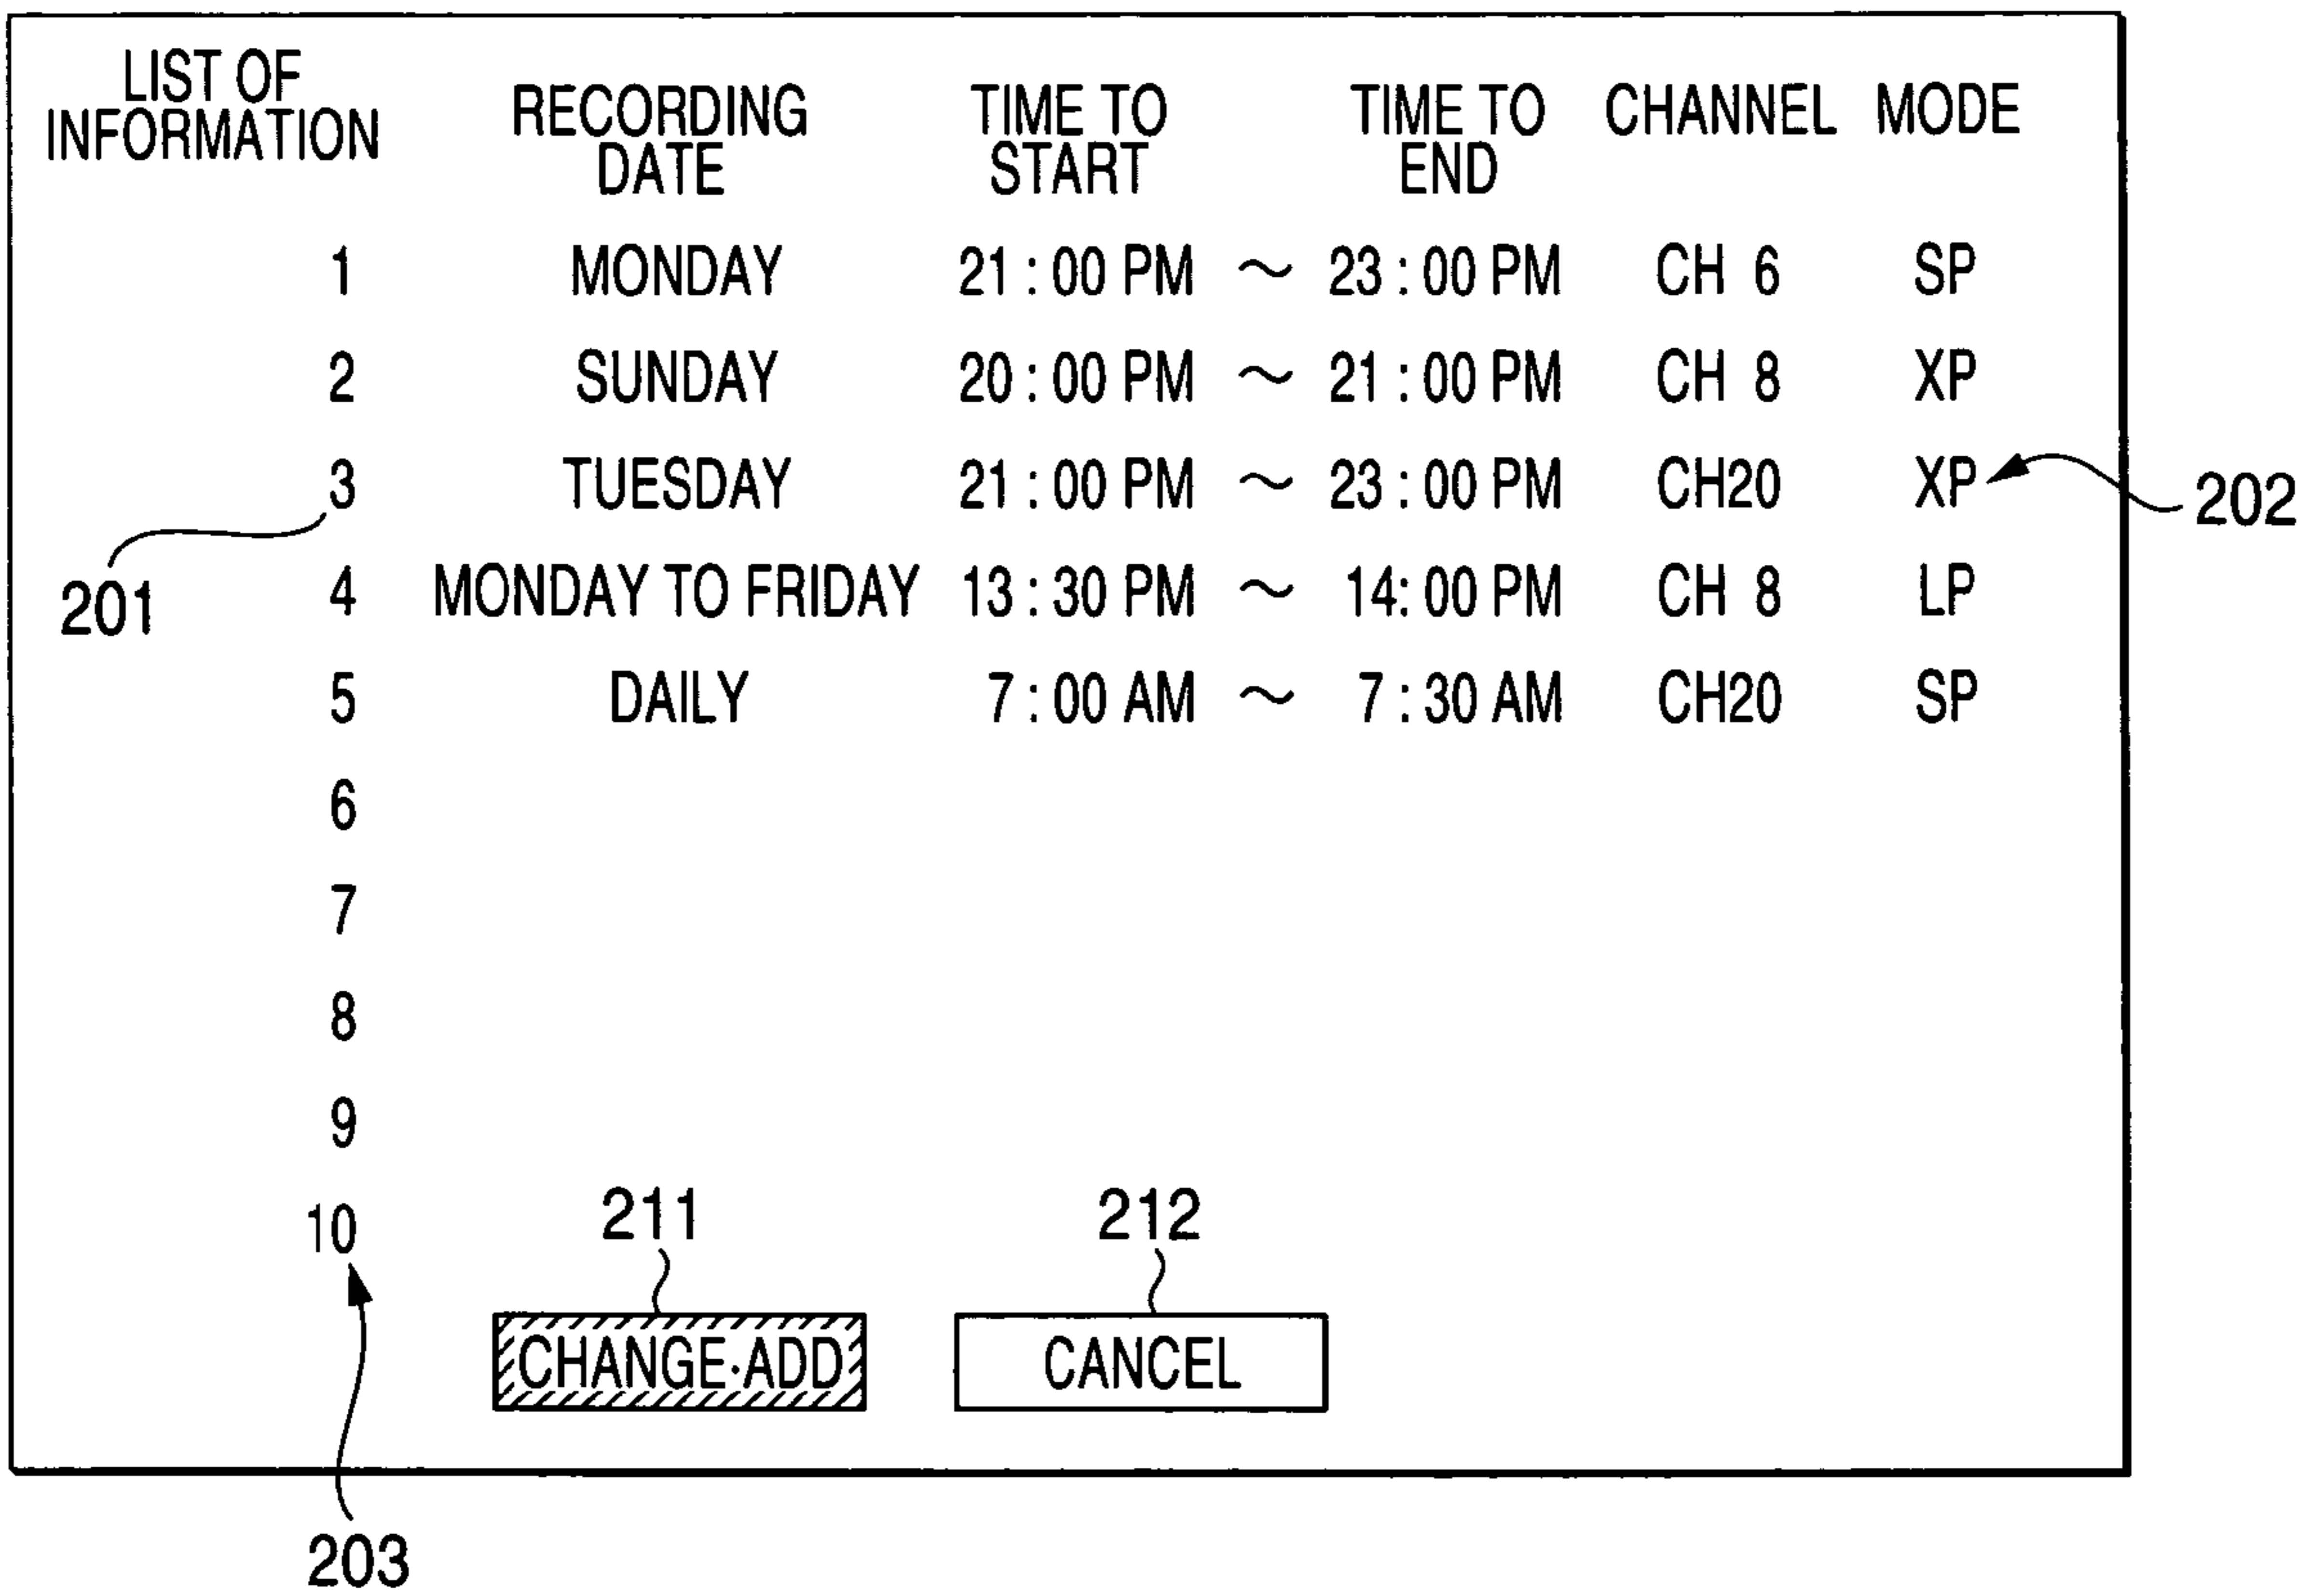 LIST OF
INFORMATION
RECORDING
DATE
TIME TO
START
TIME TO
END
CHANNEL
MODE
1 MONDAY 21 : 00 PM ~ 23 : 00 PM CH 6 SP
2 SUNDAY 20 : 00 PM ~ 21 : 00 PM CH 8 XP
3 TUESDAY 21 : 00 PM ~ 23 : 00 PM CH20 XP
202
201
4 MONDAY TO FRIDAY 13 : 30 PM ~ 14: 00 PM CH 8 LP
5 DAILY 7 : 00 AM ~ 7 : 30 AM CH20 SP
6
7
8
9
10
211
212
CHANGE·ADD
CANCEL
203